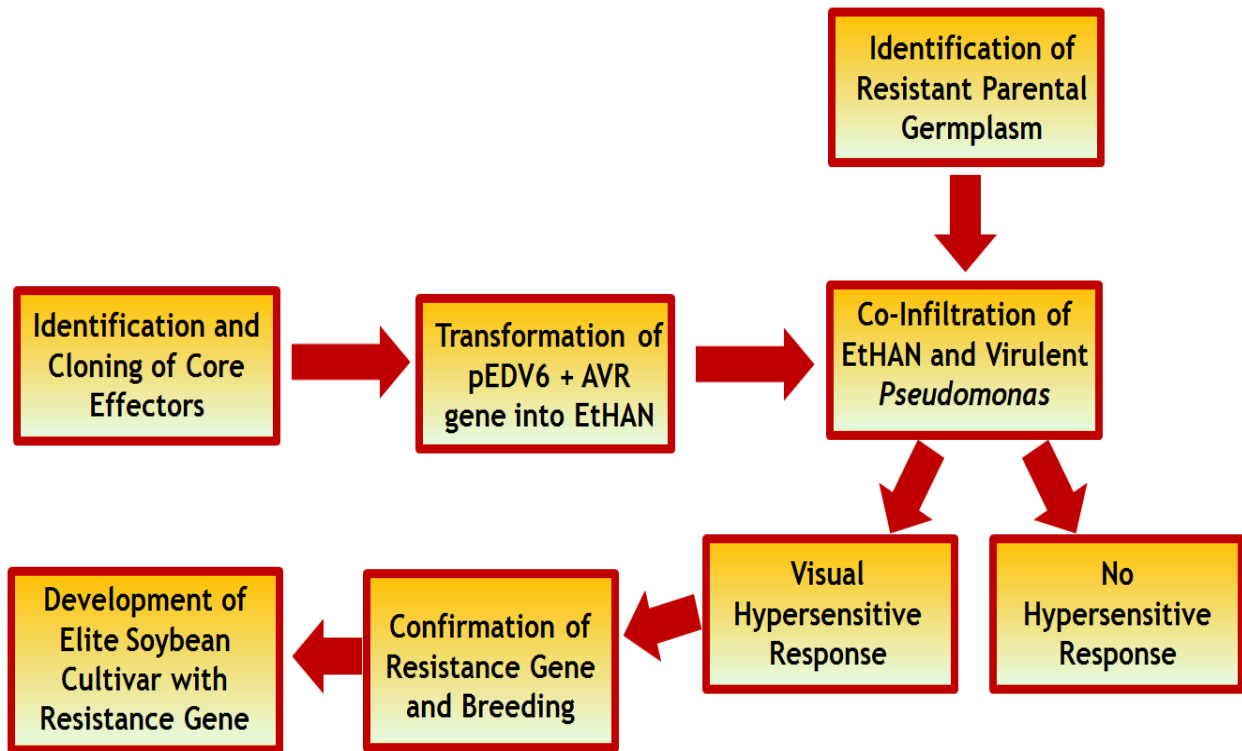 Identification of
Resistant Parental
Germplasm
Identification and
Cloning of Core
Effectors
Transformation of
pEDV6 + AVR
gene into EtHAN
Co-Infiltration of
EtHAN and Virulent
Pseudomonas
Development of
Elite Soybean
Cultivar with
Resistance Gene
Confirmation of
Resistance Gene
and Breeding
Visual
Hypersensitive
Response
No
Hypersensitive
Response